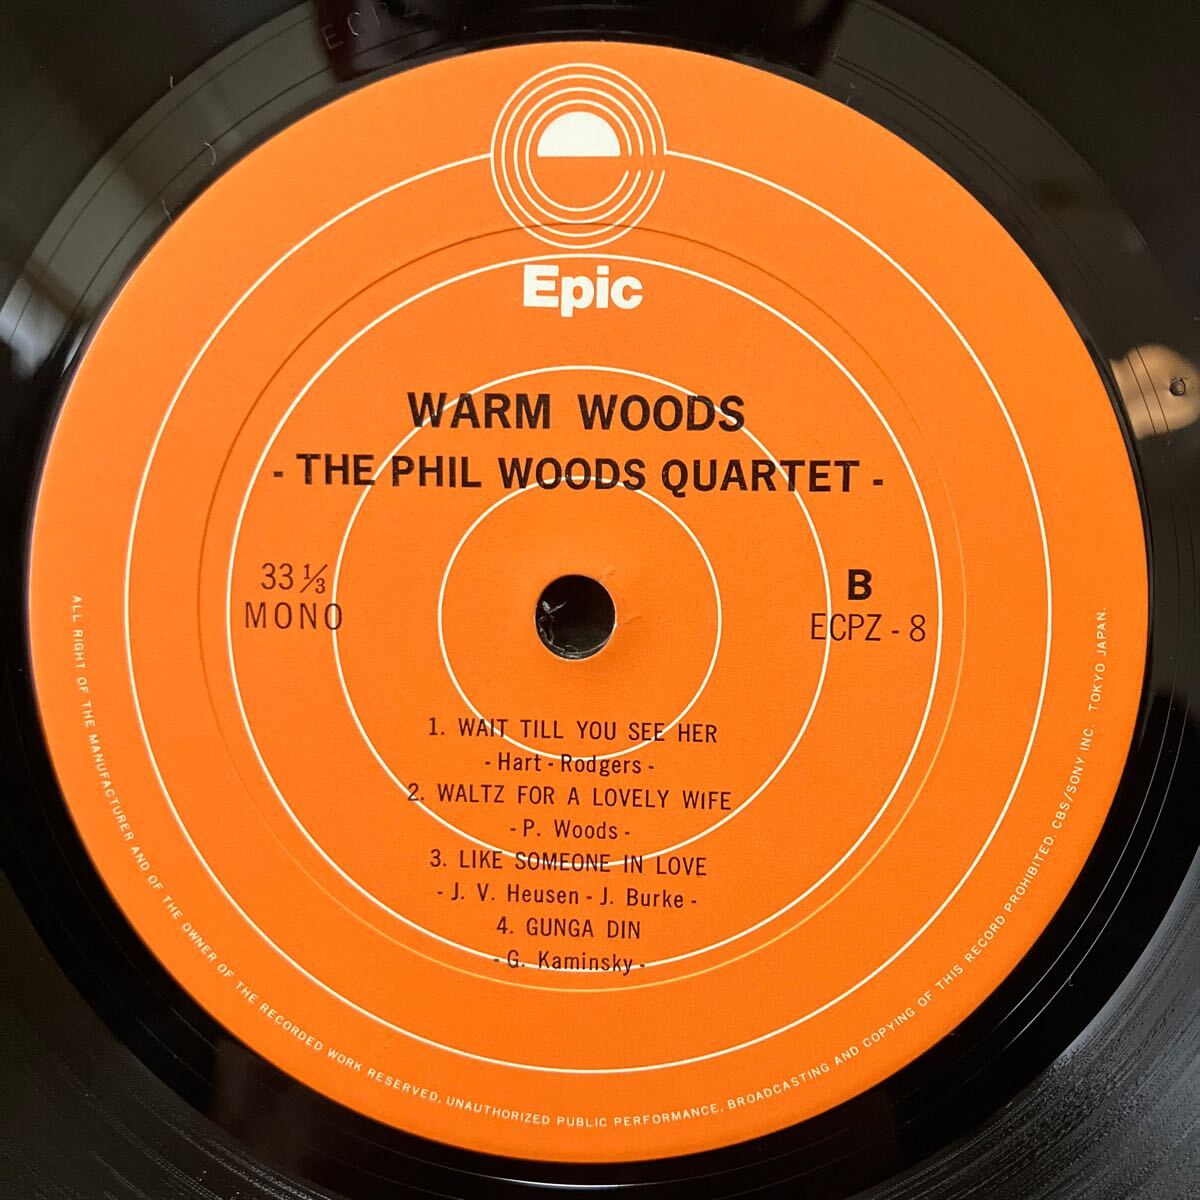 ECPZ
Epic
WARM WOODS
- THE PHIL WOODS QUARTET -
33 ⅓
MONO
B
ECPZ - 8
1. WAIT TILL YOU SEE HER
- Hart - Rodgers -
2. WALTZ FOR A LOVELY WIFE
- P. Woods -
3. LIKE SOMEONE IN LOVE
- J. V. Heusen - J. Burke -
4. GUNGA DIN
- G. Kaminsky -
ALL RIGHT OF THE MANUFACTURER AND OF THE OWNER OF THE RECORDED WORK RESERVED. UNAUTHORIZED PUBLIC PERFORMANCE, BROADCASTING AND COPYING OF THIS RECORD PROHIBITED. CBS/SONY INC. TOKYO JAPAN.